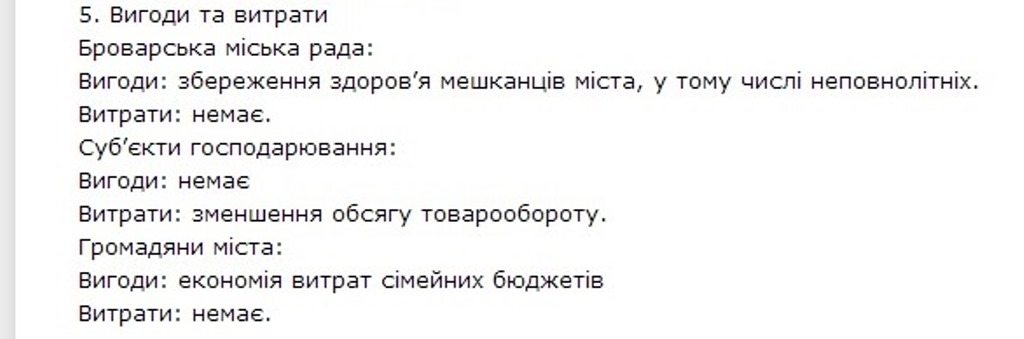 5. Вигоди та витрати
Броварська міська рада:
Вигоди: збереження здоров’я мешканців міста, у тому числі неповнолітніх.
Витрати: немає.
Суб’єкти господарювання:
Вигоди: немає
Витрати: зменшення обсягу товарообороту.
Громадяни міста:
Вигоди: економія витрат сімейних бюджетів
Витрати: немає.